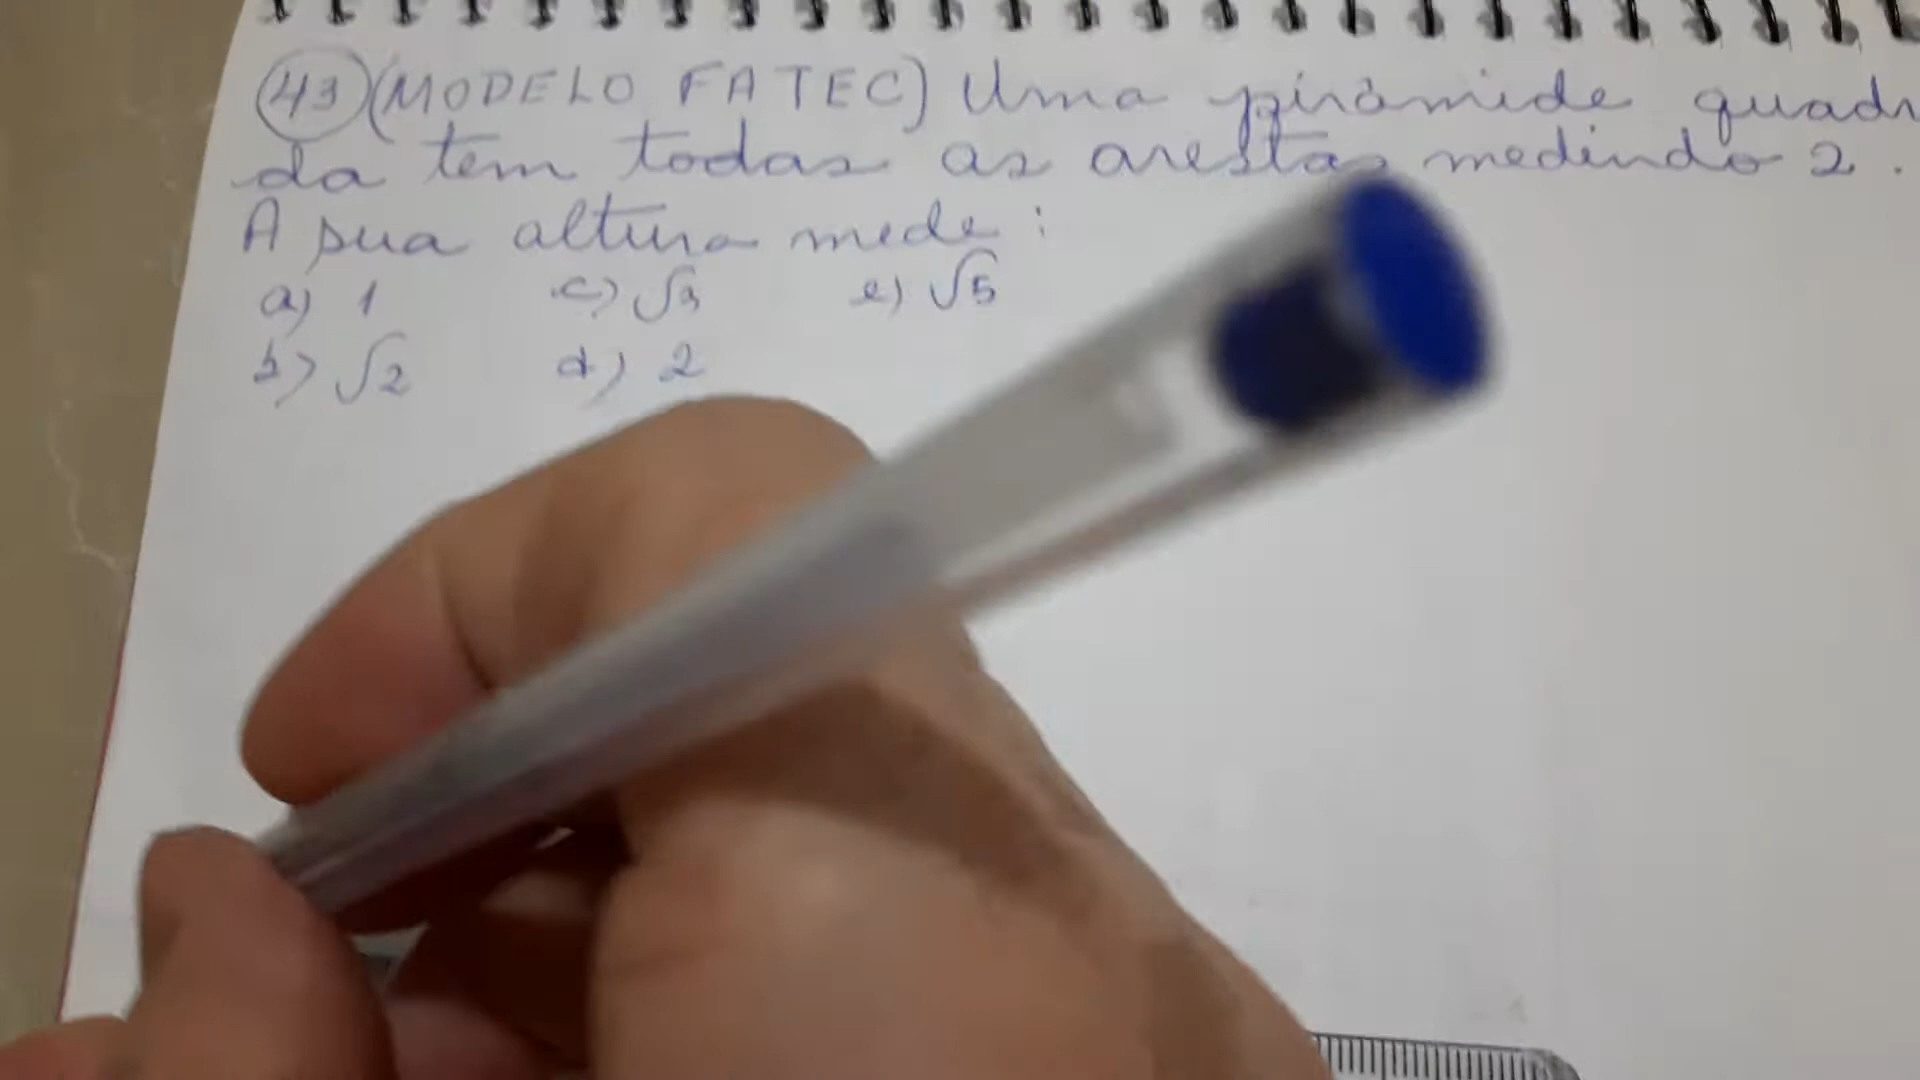 43 (MODELO FATEC) Uma pirâmide quadr
da tem todas as arestas medindo 2.
A sua altura mede:
a) 1 c) √3 e) √5
b) √2 d) 2